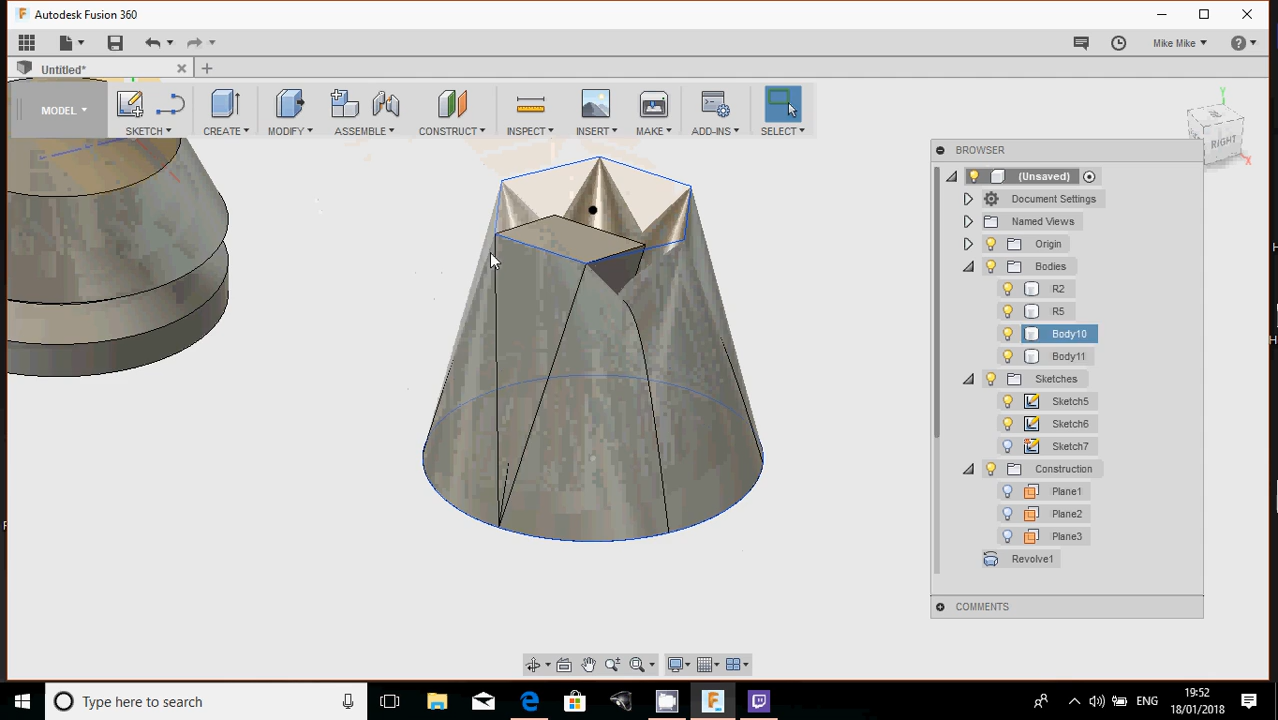 Autodesk Fusion 360
Mike Mike
Untitled*
MODEL
SKETCH
CREATE
MODIFY
ASSEMBLE
CONSTRUCT
INSPECT
INSERT
MAKE
ADD-INS
SELECT
RIGHT
BROWSER
(Unsaved)
Document Settings
Named Views
Origin
Bodies
R2
R5
Body10
Body11
Sketches
Sketch5
Sketch6
Sketch7
Construction
Plane1
Plane2
Plane3
Revolve1
COMMENTS
Type here to search
ENG
19:52
18/01/2018